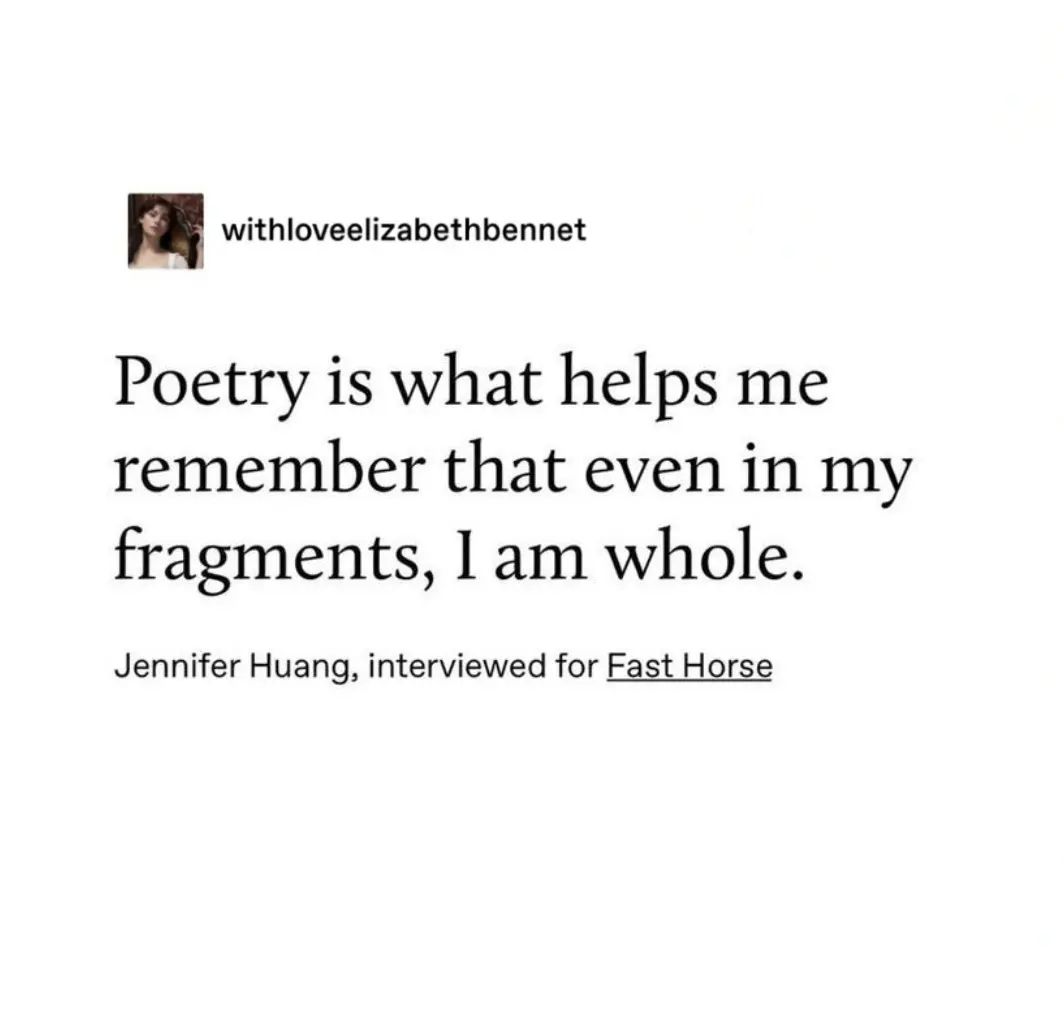 withloveelizabethbennet
Poetry is what helps me
remember that even in my
fragments, I am whole.
Jennifer Huang, interviewed for Fast Horse